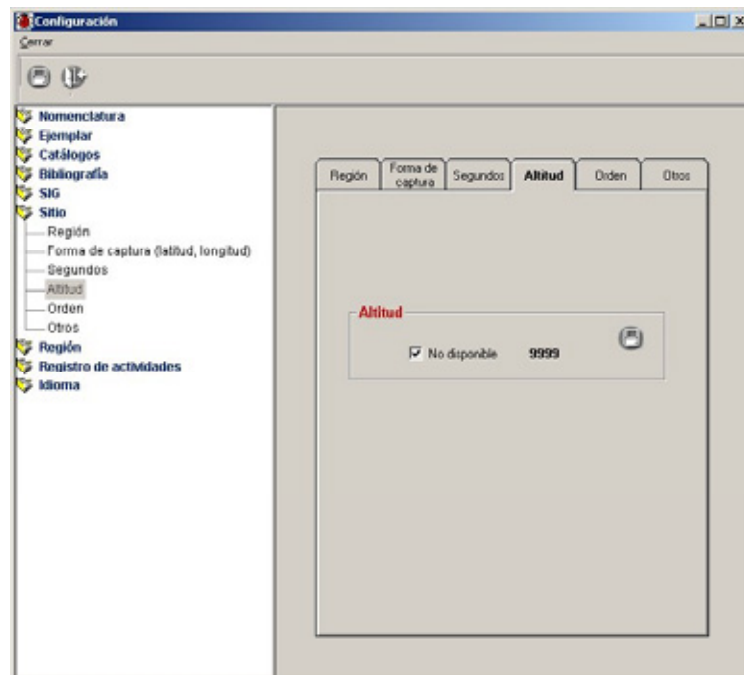 Configuración
Cerrar
Nomenclatura
Ejemplar
Catálogos
Bibliografía
SIG
Sitio
Región
Forma de captura (latitud, longitud)
Segundos
Altitud
Orden
Otros
Región
Registro de actividades
Idioma
Región
Forma de
captura
Segundos
Altitud
Orden
Otros
Altitud
No disponible 9999